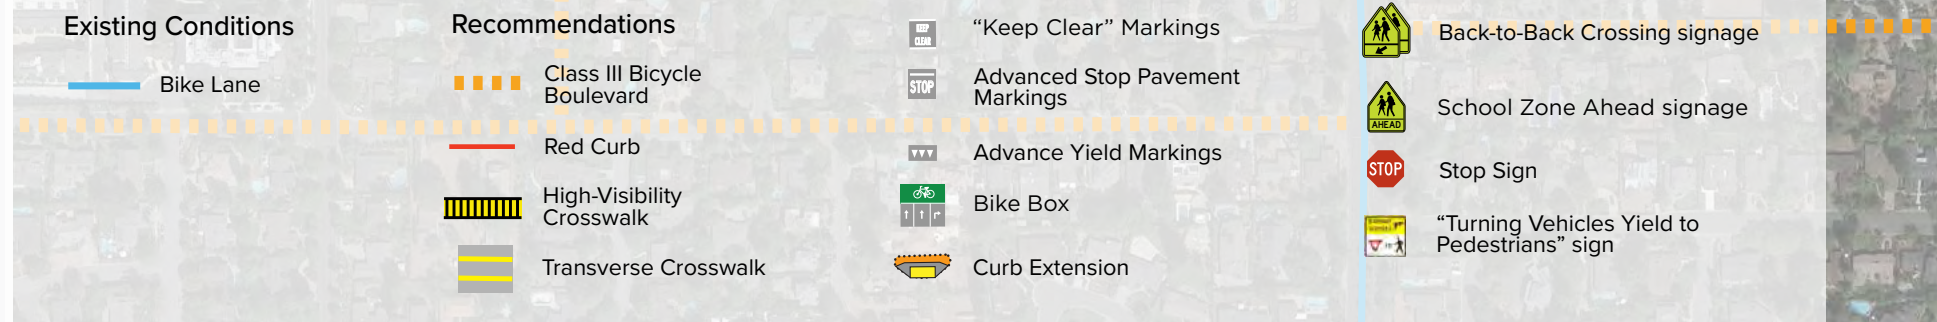 Existing Conditions
Bike Lane
Recommendations
Class III Bicycle
Boulevard
Red Curb
High-Visibility
Crosswalk
Transverse Crosswalk
KEEP
CLEAR
“Keep Clear” Markings
STOP
Advanced Stop Pavement
Markings
Advance Yield Markings
Bike Box
Curb Extension
Back-to-Back Crossing signage
AHEAD
School Zone Ahead signage
STOP
Stop Sign
“Turning Vehicles Yield to
Pedestrians” sign